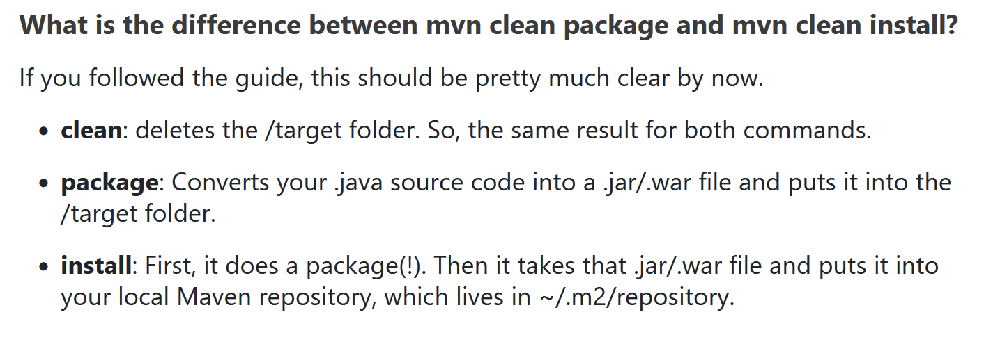 What is the difference between mvn clean package and mvn clean install?
If you followed the guide, this should be pretty much clear by now.
• clean: deletes the /target folder. So, the same result for both commands.
• package: Converts your .java source code into a .jar/.war file and puts it into the
/target folder.
• install: First, it does a package(!). Then it takes that .jar/.war file and puts it into
your local Maven repository, which lives in ~/.m2/repository.